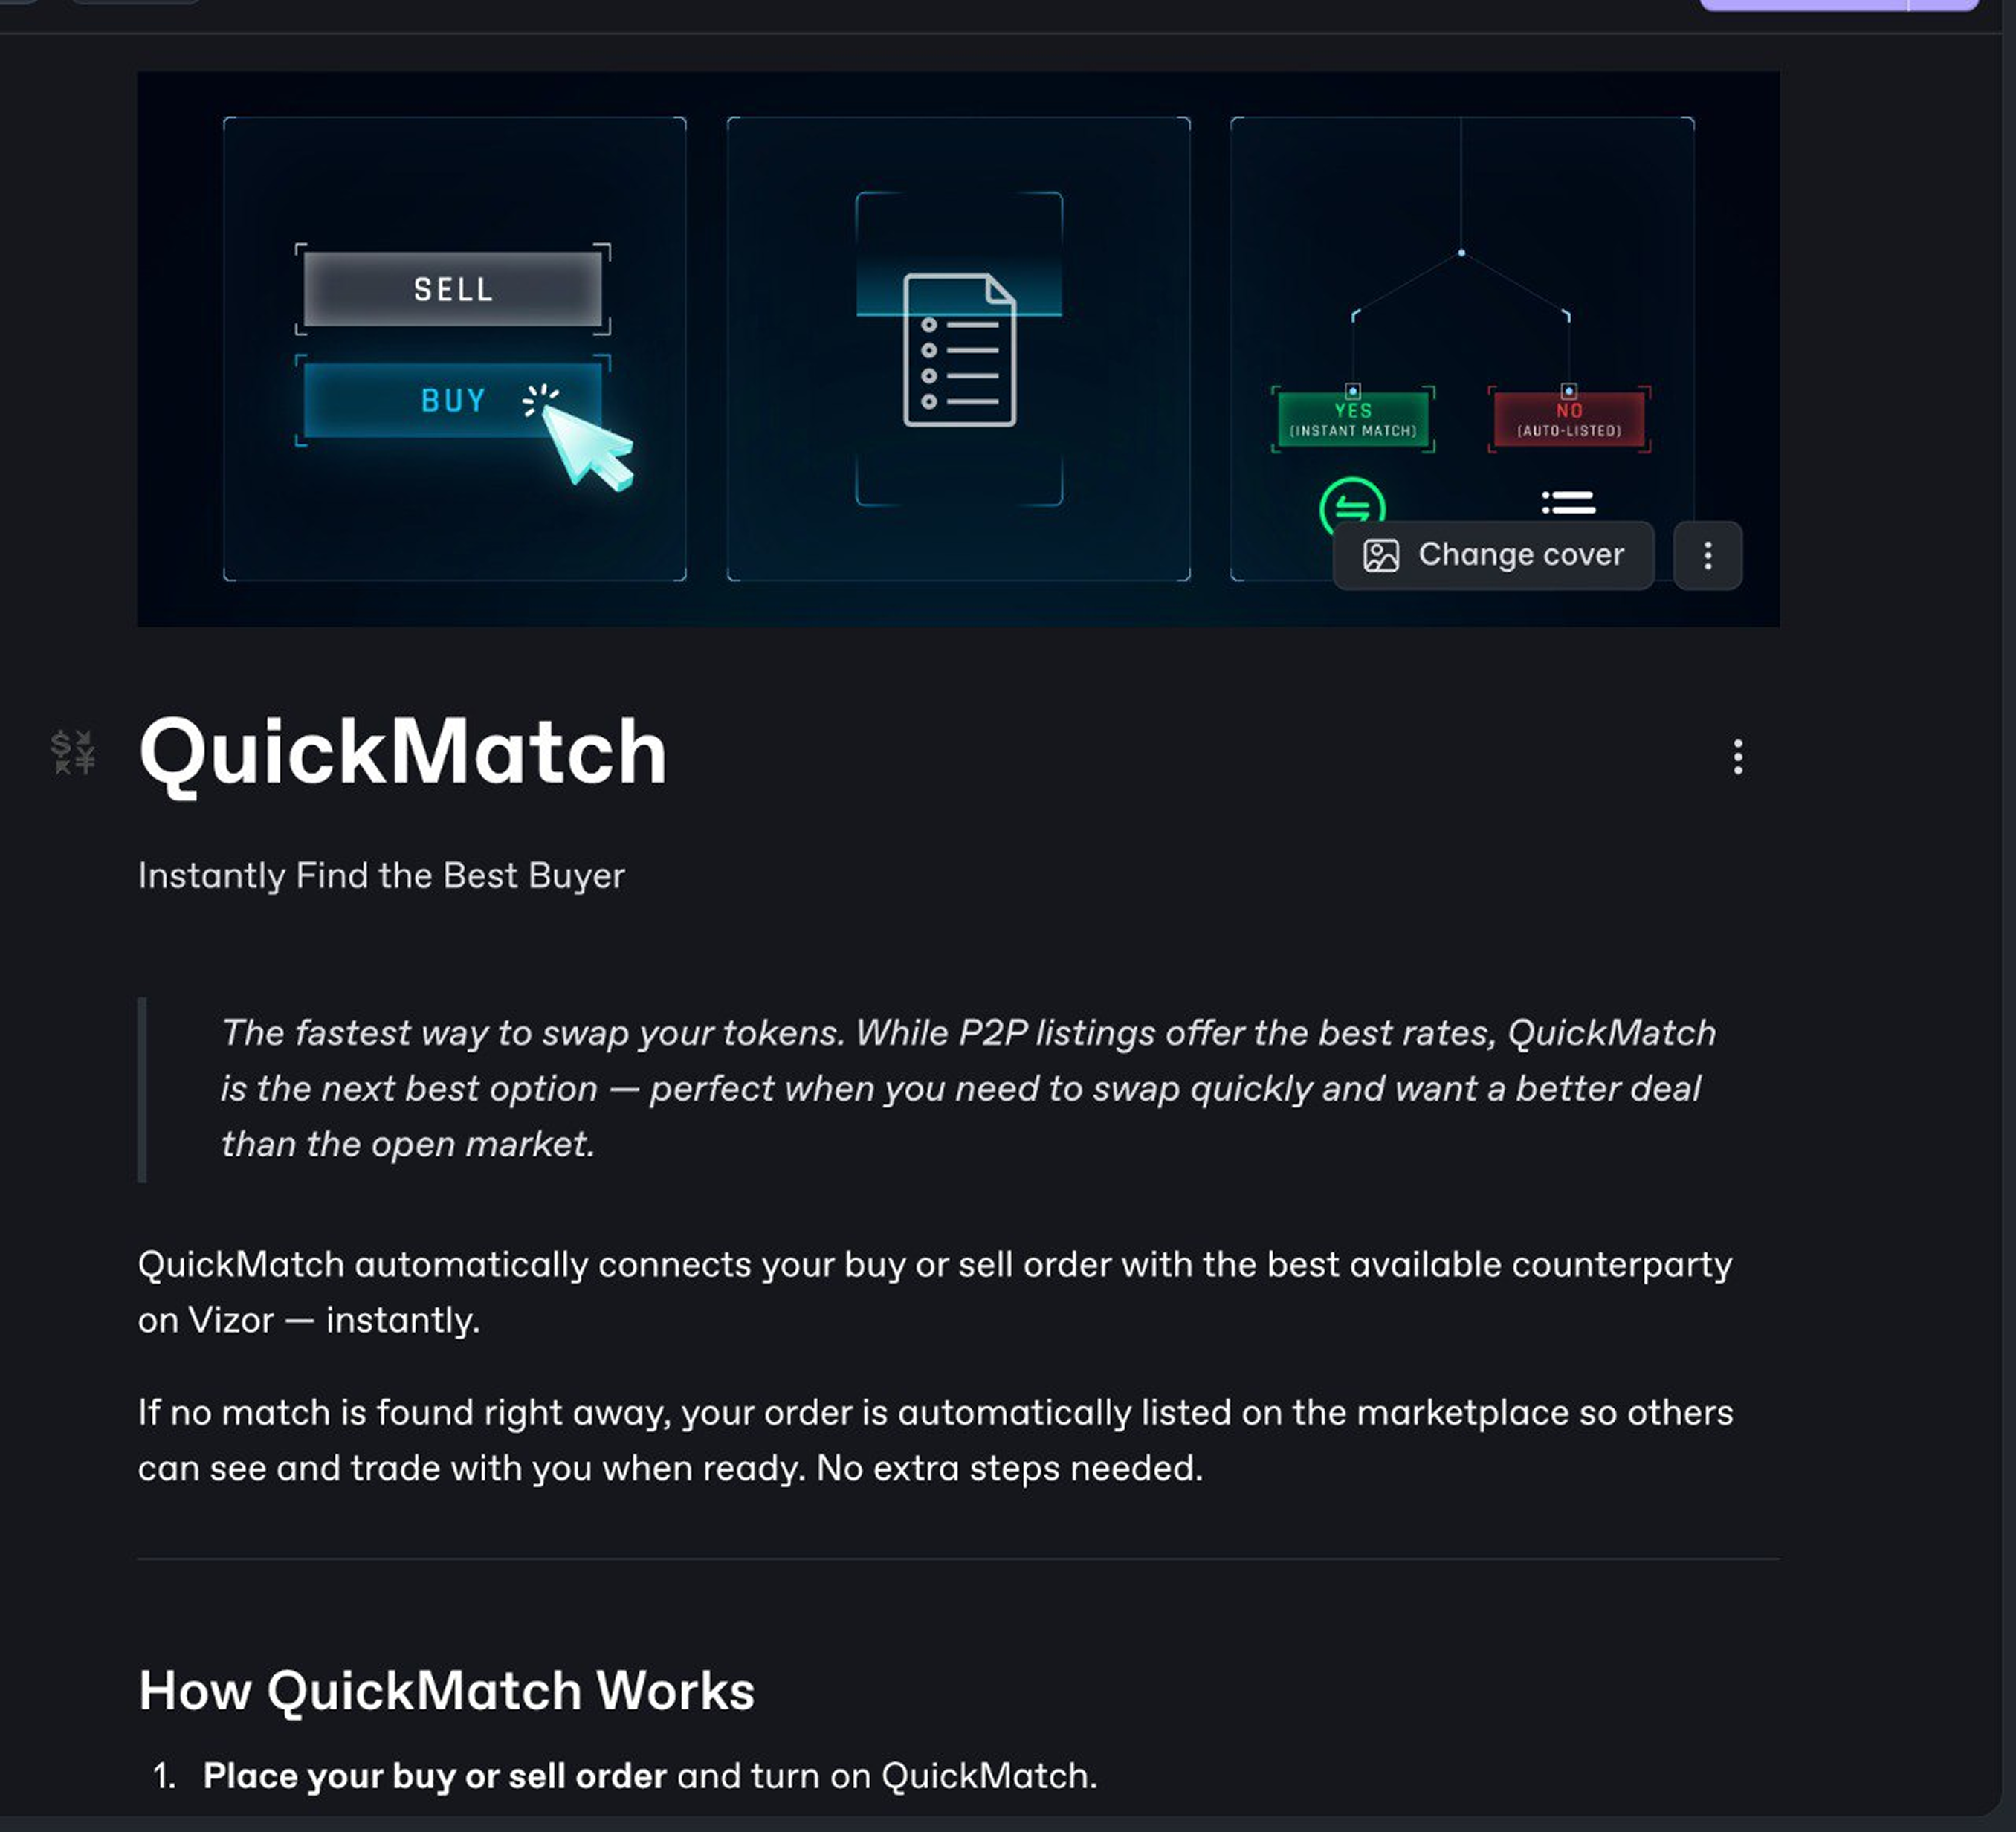 SELL
BUY
YES
(INSTANT MATCH)
NO
(AUTO-LISTED)
Change cover
QuickMatch
Instantly Find the Best Buyer
The fastest way to swap your tokens. While P2P listings offer the best rates, QuickMatch
is the next best option — perfect when you need to swap quickly and want a better deal
than the open market.
QuickMatch automatically connects your buy or sell order with the best available counterparty
on Vizor — instantly.
If no match is found right away, your order is automatically listed on the marketplace so others
can see and trade with you when ready. No extra steps needed.
How QuickMatch Works
1. Place your buy or sell order and turn on QuickMatch.